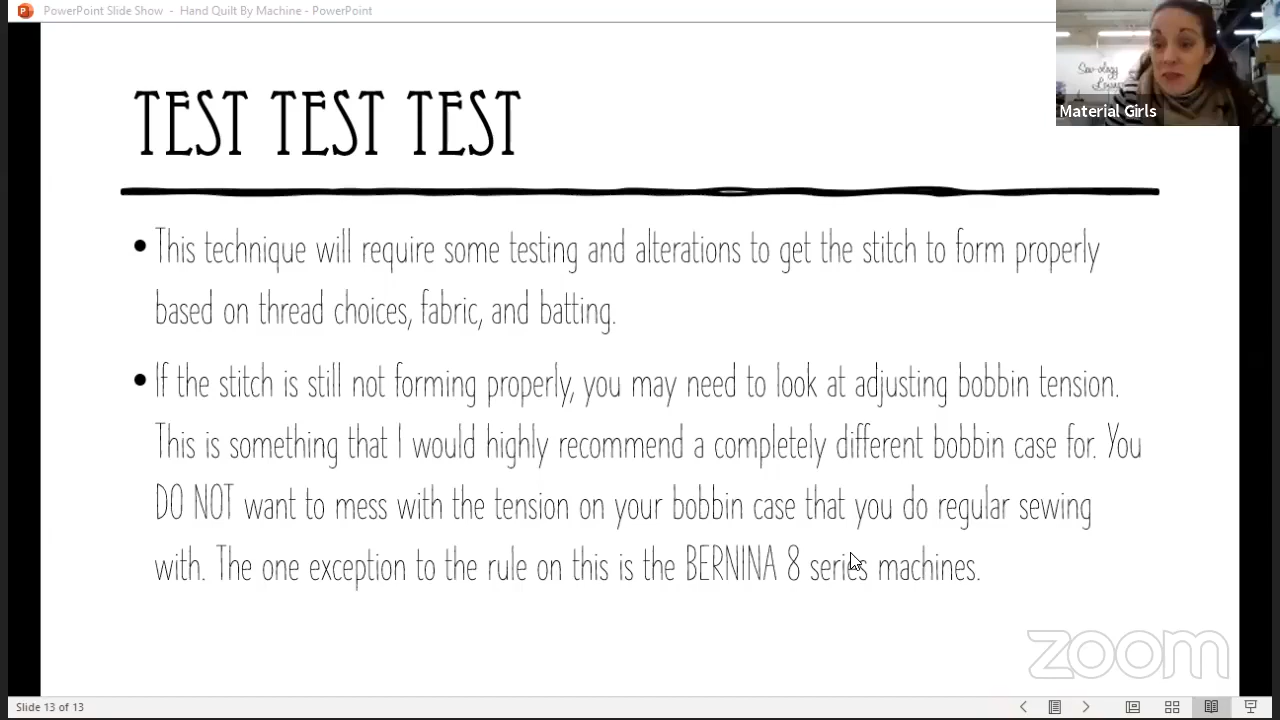 PowerPoint Slide Show - Hand Quilt By Machine - PowerPoint
Sew-ology
Material Girls
TEST TEST TEST
• This technique will require some testing and alterations to get the stitch to form properly
based on thread choices, fabric, and batting.
• If the stitch is still not forming properly, you may need to look at adjusting bobbin tension.
This is something that I would highly recommend a completely different bobbin case for. You
DO NOT want to mess with the tension on your bobbin case that you do regular sewing
with. The one exception to the rule on this is the BERNINA 8 series machines.
zoom
Slide 13 of 13